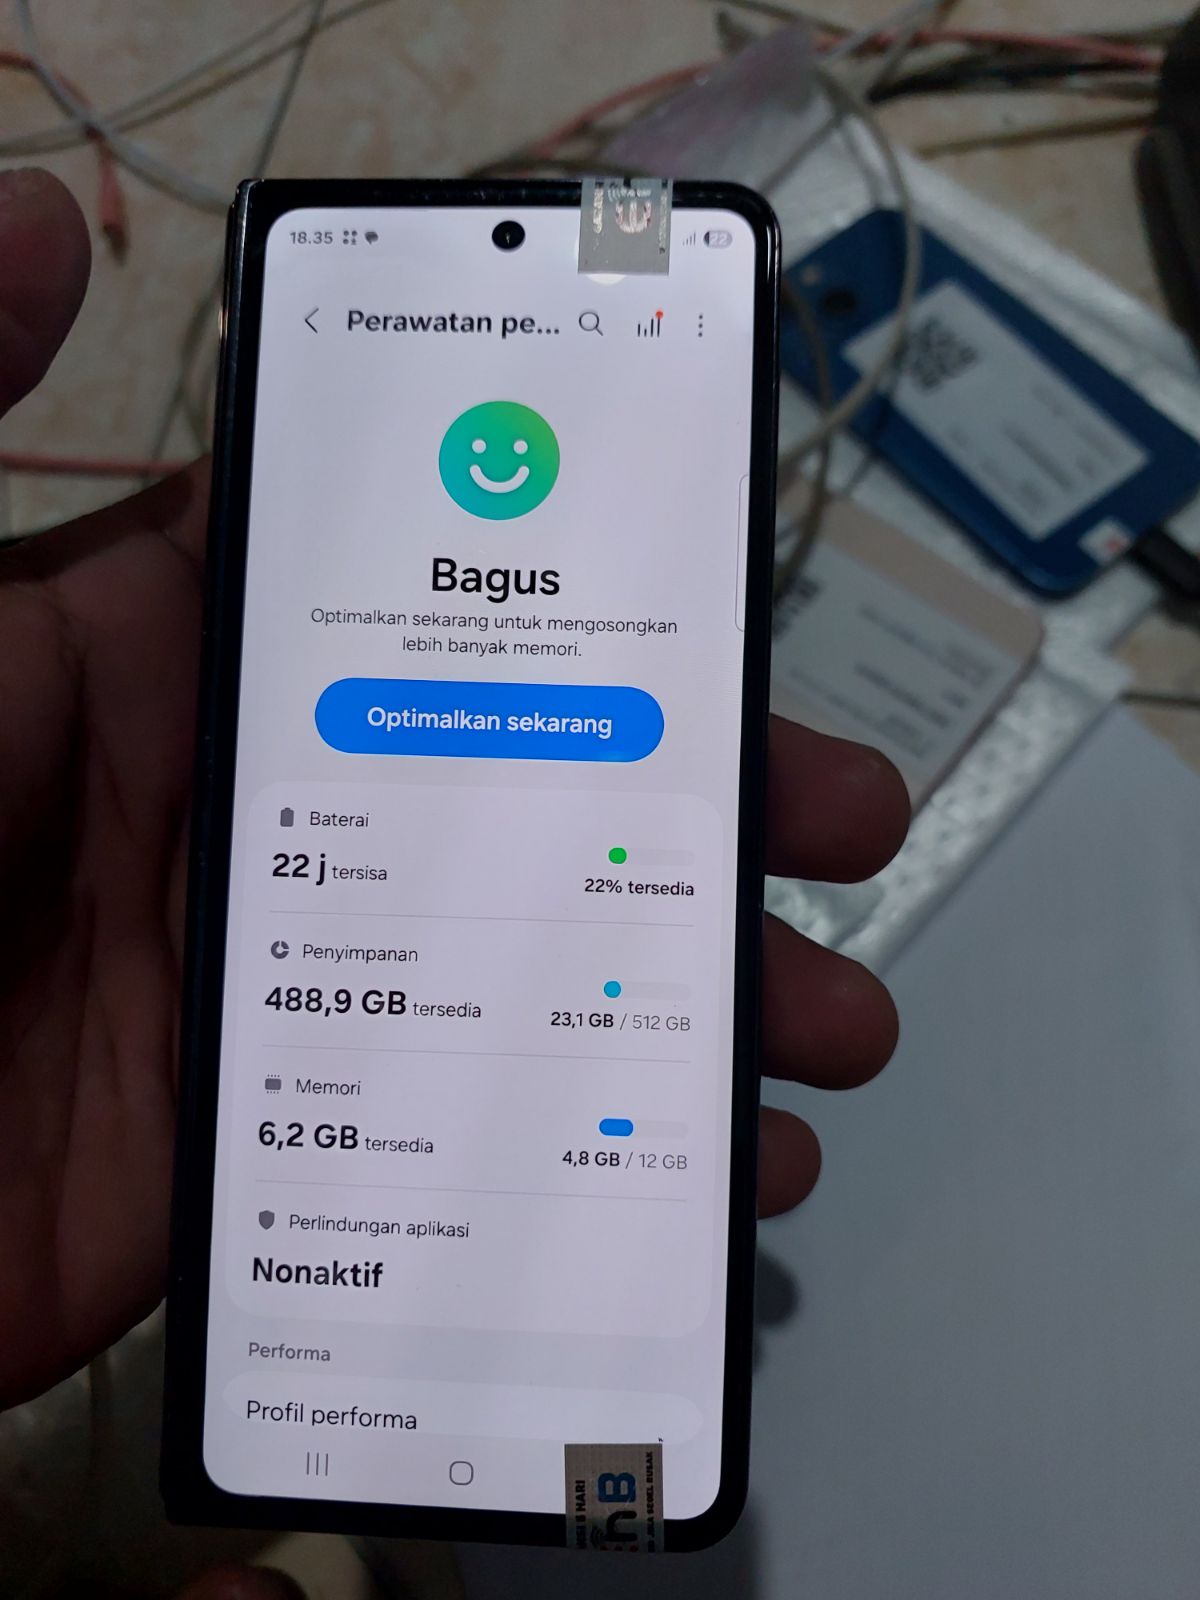 18.35
22
Perawatan pe...
Bagus
Optimalkan sekarang untuk mengosongkan
lebih banyak memori.
Optimalkan sekarang
Baterai
22 j tersisa
22% tersedia
Penyimpanan
488,9 GB tersedia
23,1 GB / 512 GB
Memori
6,2 GB tersedia
4,8 GB / 12 GB
Perlindungan aplikasi
Nonaktif
Performa
Profil performa
HARI
SEGEL RUSAK